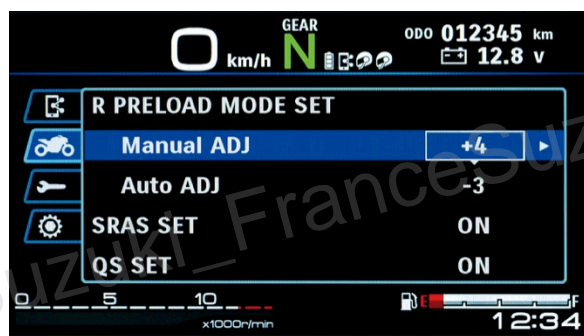 GEAR
ODO 012345 km
0 km/h N 12.8 V
R PRELOAD MODE SET
Manual ADJ +4
Auto ADJ -3
SRAS SET ON
QS SET ON
0 5 10
E F
x1000r/min
12:34
Suzuki_FranceSuz